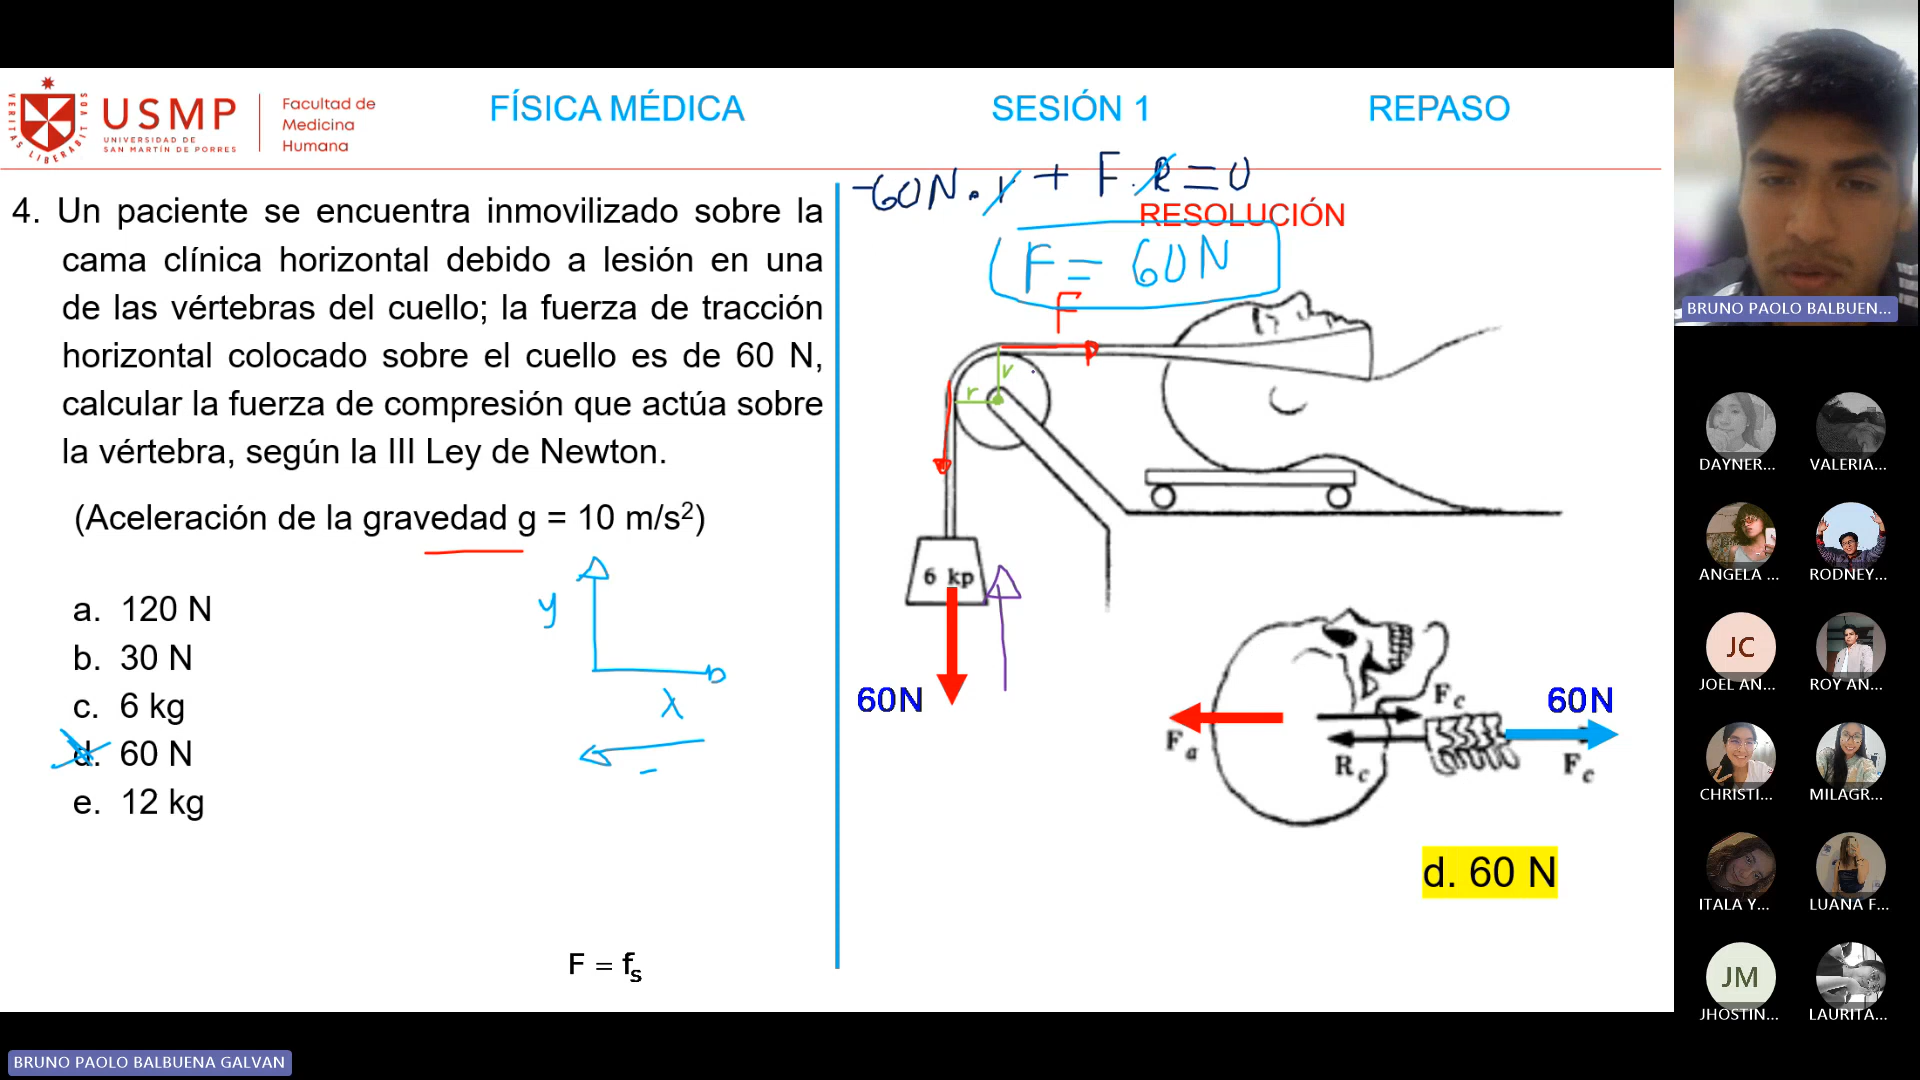 USMP
UNIVERSIDAD DE
SAN MARTÍN DE PORRES
VERITAS LIBERABIT VOS
Facultad de
Medicina
Humana
FÍSICA MÉDICA
SESIÓN 1
REPASO
4. Un paciente se encuentra inmovilizado sobre la
cama clínica horizontal debido a lesión en una
de las vértebras del cuello; la fuerza de tracción
horizontal colocado sobre el cuello es de 60 N,
calcular la fuerza de compresión que actúa sobre
la vértebra, según la III Ley de Newton.
(Aceleración de la gravedad g = 10 m/s²)
a. 120 N
b. 30 N
c. 6 kg
d. 60 N
e. 12 kg
y
x
-
F = fs
-60N. r + F. R = 0
RESOLUCIÓN
F = 60N
F
r
r
6 kp
60N
Fa
Fc
Rc
60N
Fc
d. 60 N
BRUNO PAOLO BALBUEN...
DAYNER...
VALERIA...
ANGELA ...
RODNEY...
JC
JOEL AN...
ROY AN...
CHRISTI...
MILAGR...
ITALA Y...
LUANA F...
JM
JHOSTIN...
LAURITA...
BRUNO PAOLO BALBUENA GALVAN